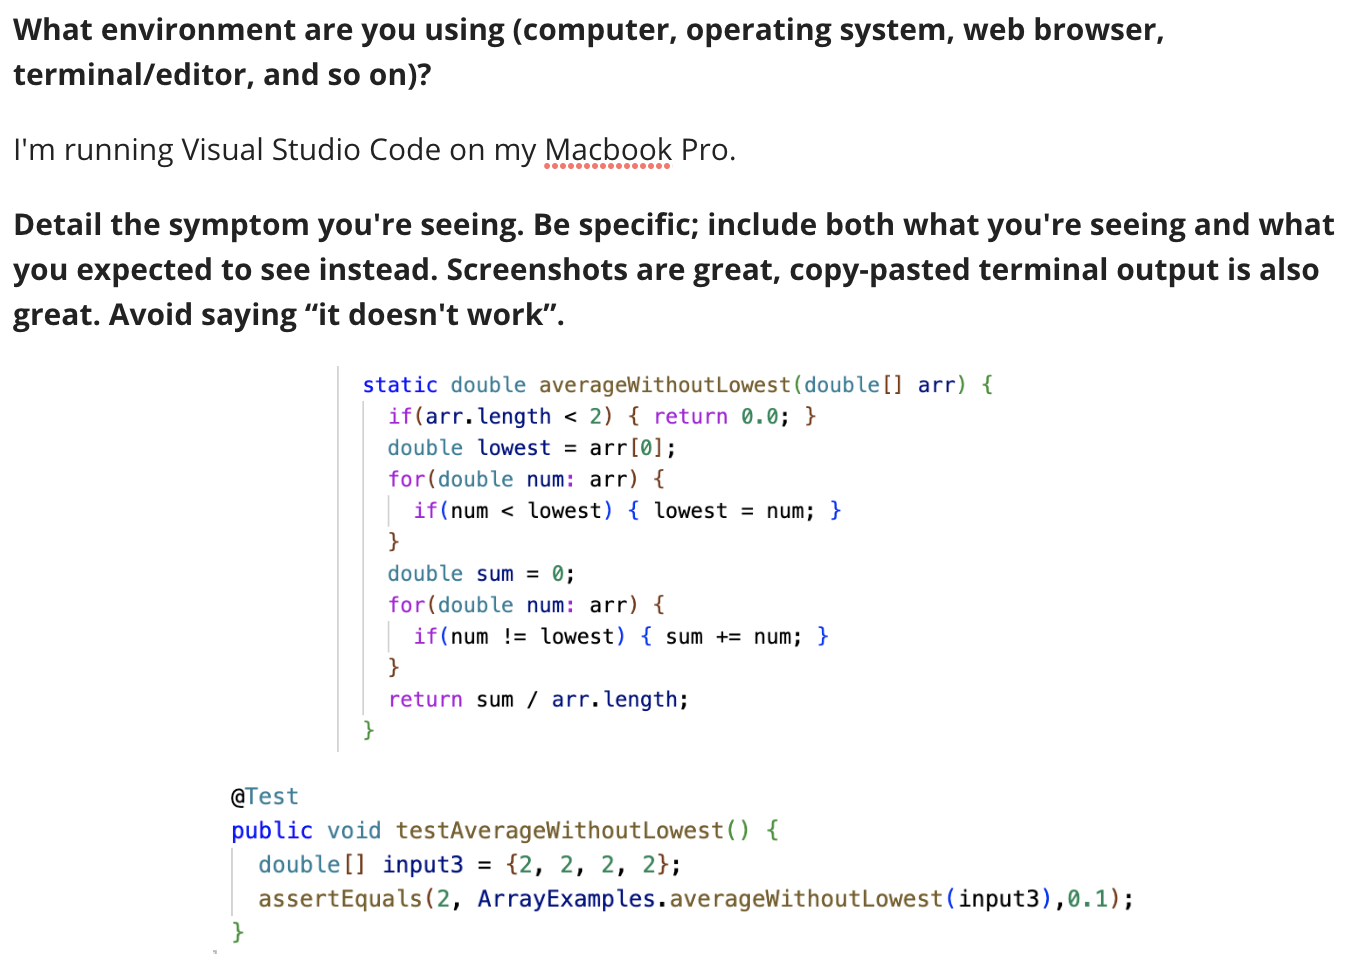 What environment are you using (computer, operating system, web browser,
terminal/editor, and so on)?
I'm running Visual Studio Code on my Macbook Pro.
Detail the symptom you're seeing. Be specific; include both what you're seeing and what
you expected to see instead. Screenshots are great, copy-pasted terminal output is also
great. Avoid saying “it doesn't work”.
static double averageWithoutLowest(double[] arr) {
if(arr.length < 2) { return 0.0; }
double lowest = arr[0];
for(double num: arr) {
if(num < lowest) { lowest = num; }
}
double sum = 0;
for(double num: arr) {
if(num != lowest) { sum += num; }
}
return sum / arr.length;
}
@Test
public void testAverageWithoutLowest() {
double[] input3 = {2, 2, 2, 2};
assertEquals(2, ArrayExamples.averageWithoutLowest(input3),0.1);
}